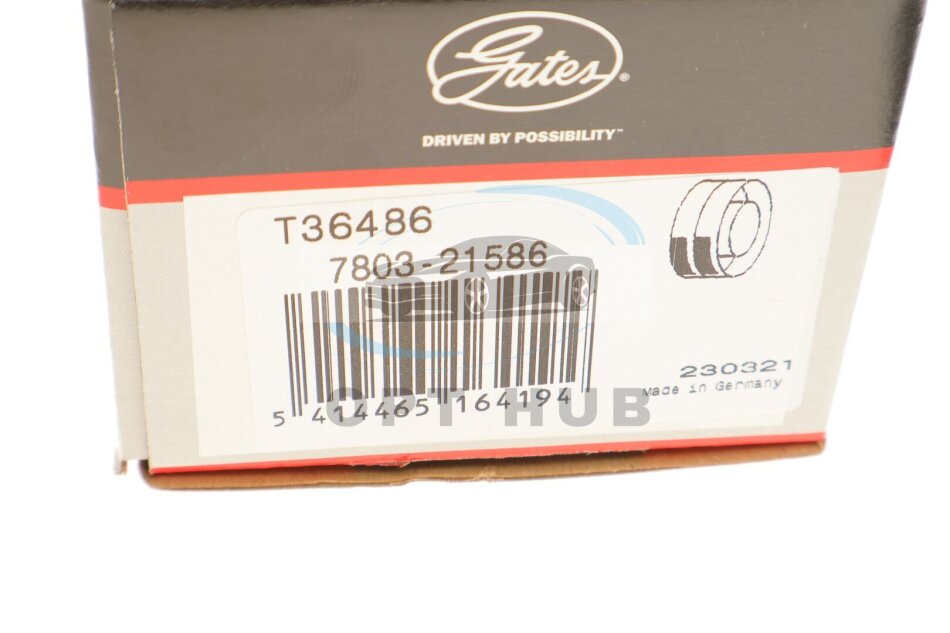 Gates®
DRIVEN BY POSSIBILITY™
T36486
7803-21586
5 414465 164194
230321
Made in Germany
OPT HUB